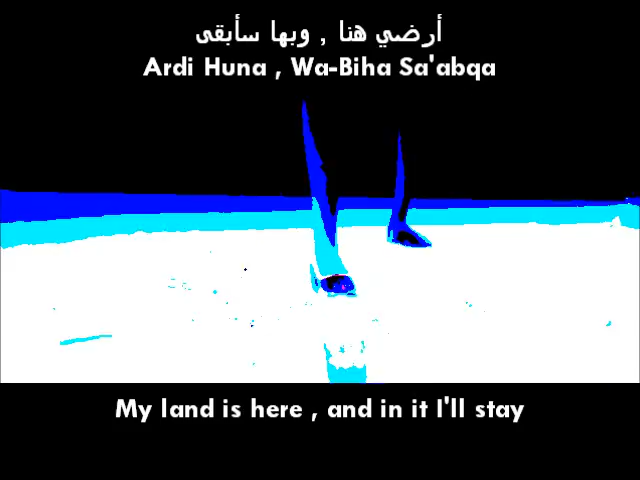 أرضي هنا , وبها سأبقى
Ardi Huna , Wa-Biha Sa'abqa
My land is here , and in it I'll stay